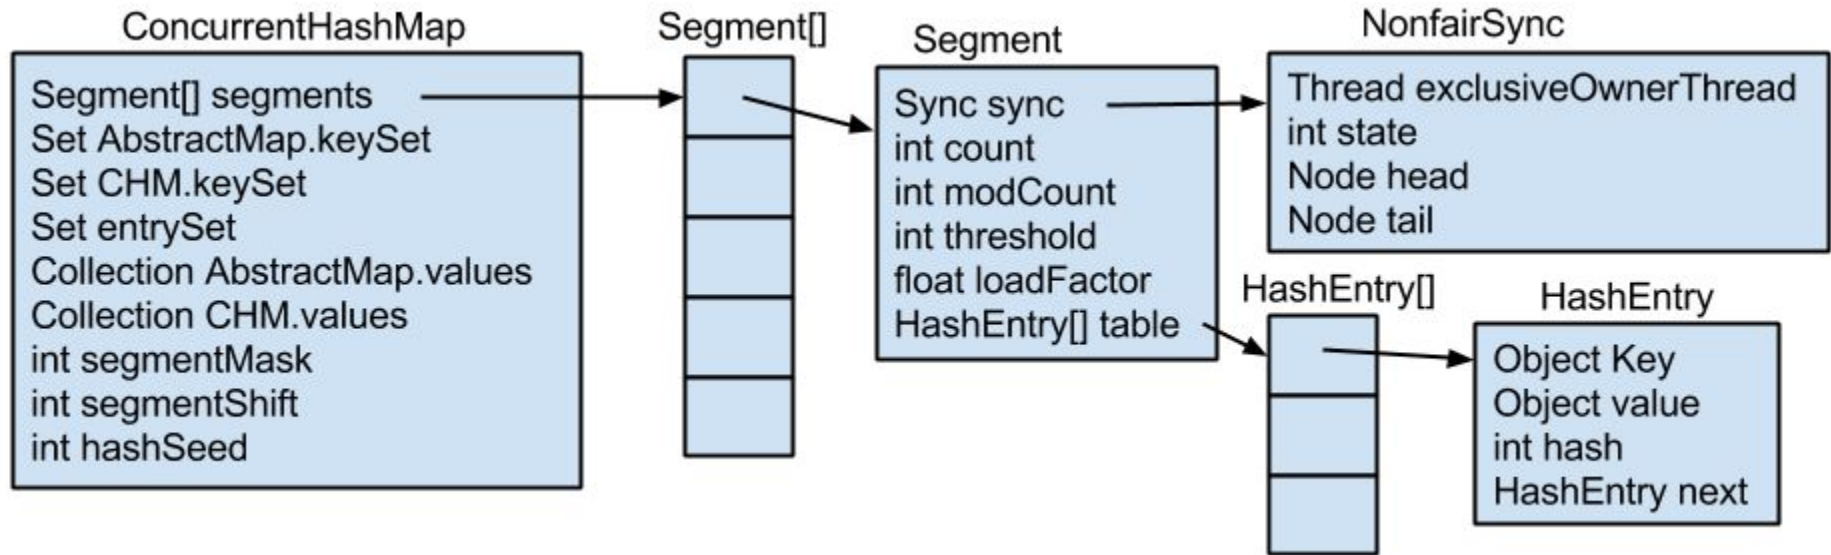 ConcurrentHashMap
Segment[] segments
Set AbstractMap.keySet
Set CHM.keySet
Set entrySet
Collection AbstractMap.values
Collection CHM.values
int segmentMask
int segmentShift
int hashSeed
Segment[]
Segment
Sync sync
int count
int modCount
int threshold
float loadFactor
HashEntry[] table
NonfairSync
Thread exclusiveOwnerThread
int state
Node head
Node tail
HashEntry[]
HashEntry
Object Key
Object value
int hash
HashEntry next